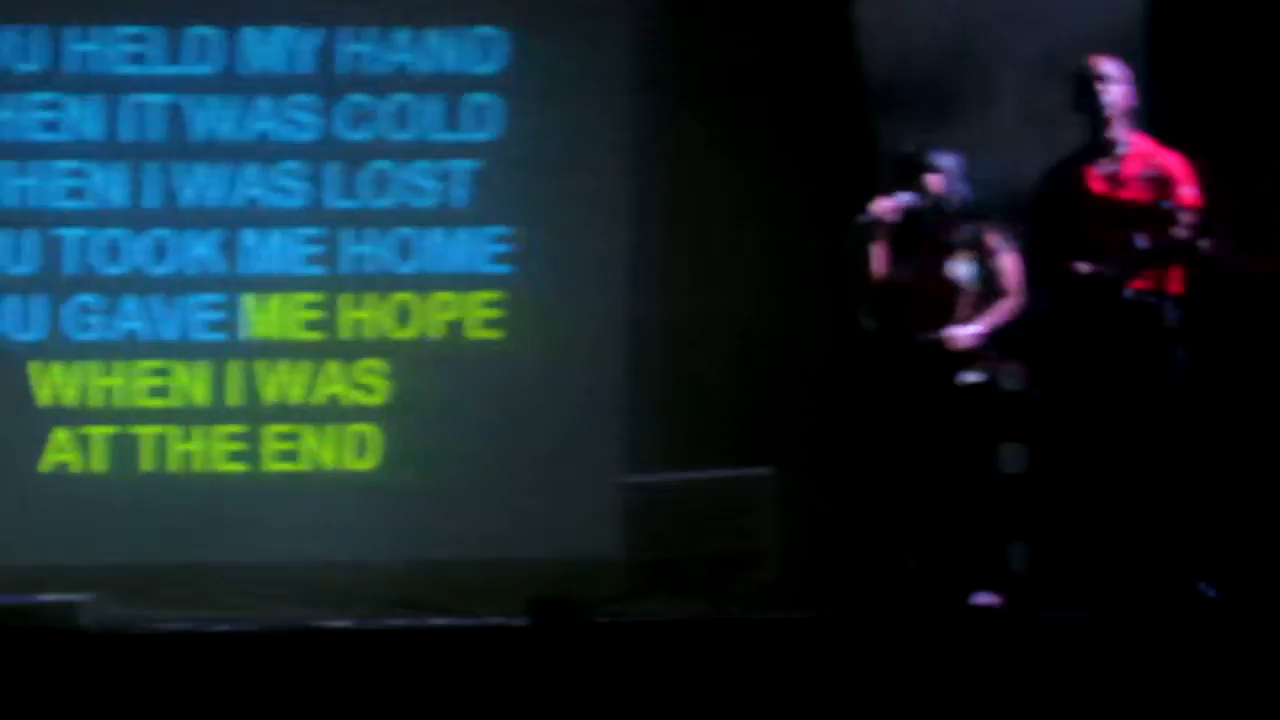 U HELD MY HAND
HEN IT WAS COLD
HEN I WAS LOST
U TOOK ME HOME
U GAVE ME HOPE
WHEN I WAS
AT THE END